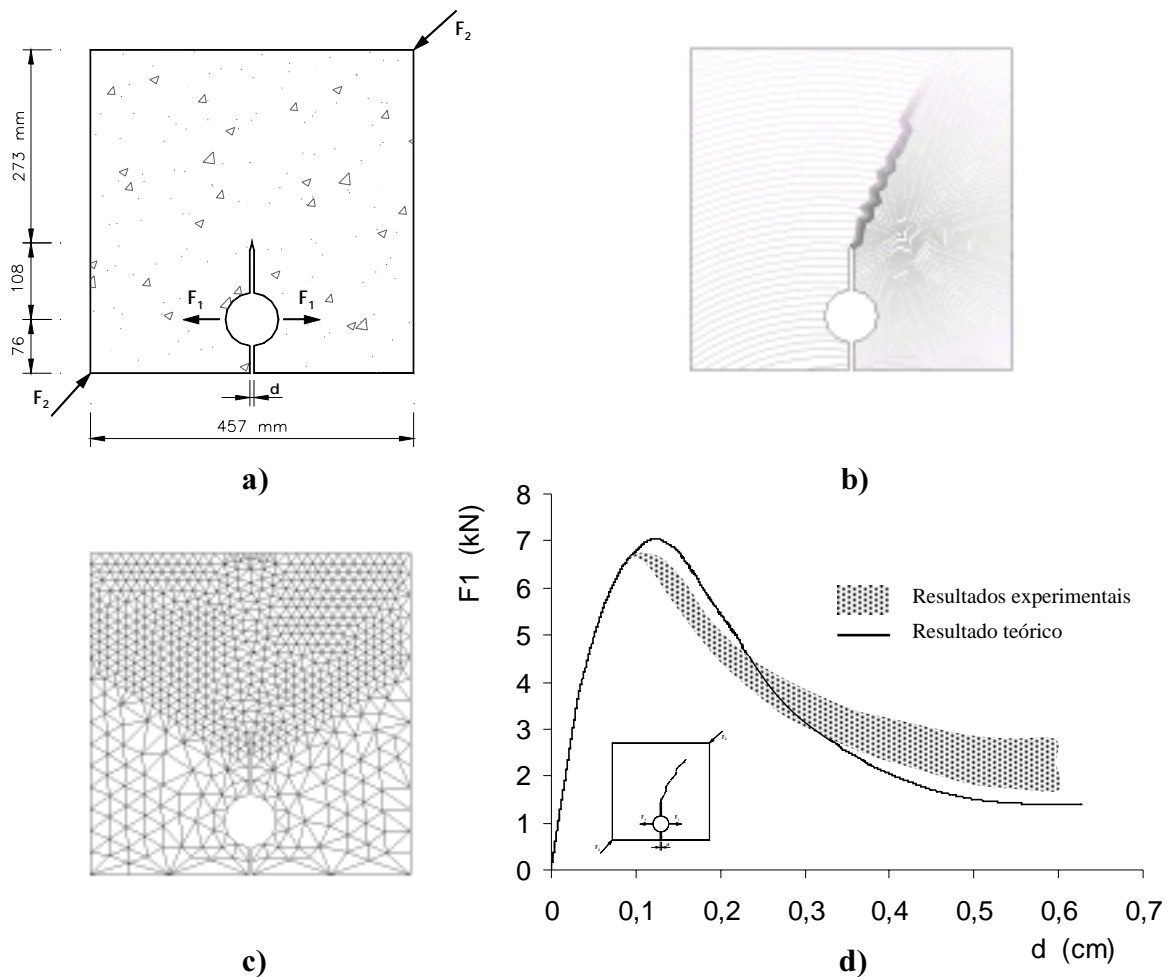 F₂
273 mm
108
76
F₁ F₁
F₂
d
457 mm
a)
b)
c)
F1 (kN)
8
7
6
5
4
3
2
1
0
0 0,1 0,2 0,3 0,4 0,5 0,6 0,7
d (cm)
Resultados experimentais
Resultado teórico
d)